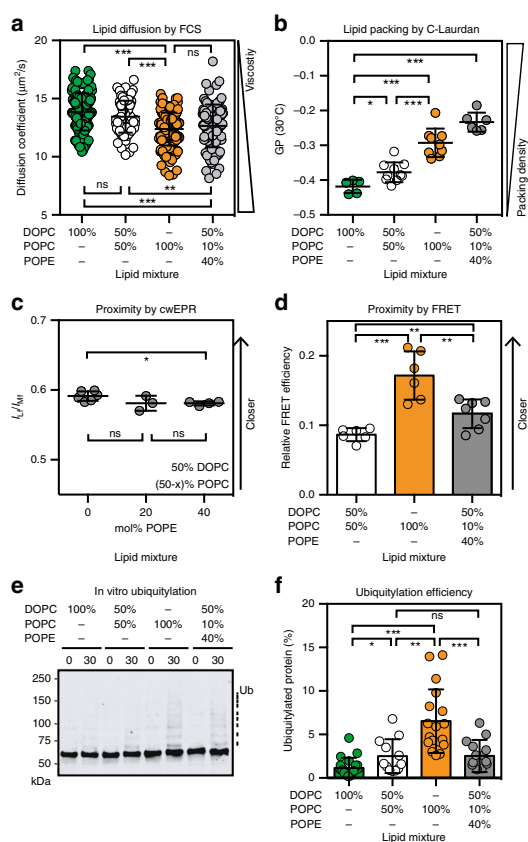 a
Lipid diffusion by FCS
Diffusion coefficient (μm²/s)
20
15
10
5
***
***
ns
ns
**
***
Viscostiy
DOPC 100% 50% – 50%
POPC – 50% 100% 10%
POPE – – – 40%
Lipid mixture
b
Lipid packing by C-Laurdan
GP (30°C)
0.0
–0.1
–0.2
–0.3
–0.4
–0.5
***
***
*
***
Packing density
DOPC 100% 50% – 50%
POPC – 50% 100% 10%
POPE – – – 40%
Lipid mixture
c
Proximity by cwEPR
0.7
0.6
0.5
*
ns
ns
50% DOPC
(50-x)% POPC
Closer
0 20 40
mol% POPE
Lipid mixture
d
Proximity by FRET
Relative FRET efficiency
0.2
0.1
0
**
***
**
Closer
DOPC 50% – 50%
POPC 50% 100% 10%
POPE – – 40%
Lipid mixture
e
In vitro ubiquitylation
DOPC 100% 50% – 50%
POPC – 50% 100% 10%
POPE – – – 40%
0 30 0 30 0 30 0 30
250
150
100
75
50
kDa
Ub
f
Ubiquitylation efficiency
Ubiquitylated protein (%)
20
15
10
5
0
ns
***
*
**
***
DOPC 100% 50% – 50%
POPC – 50% 100% 10%
POPE – – – 40%
Lipid mixture